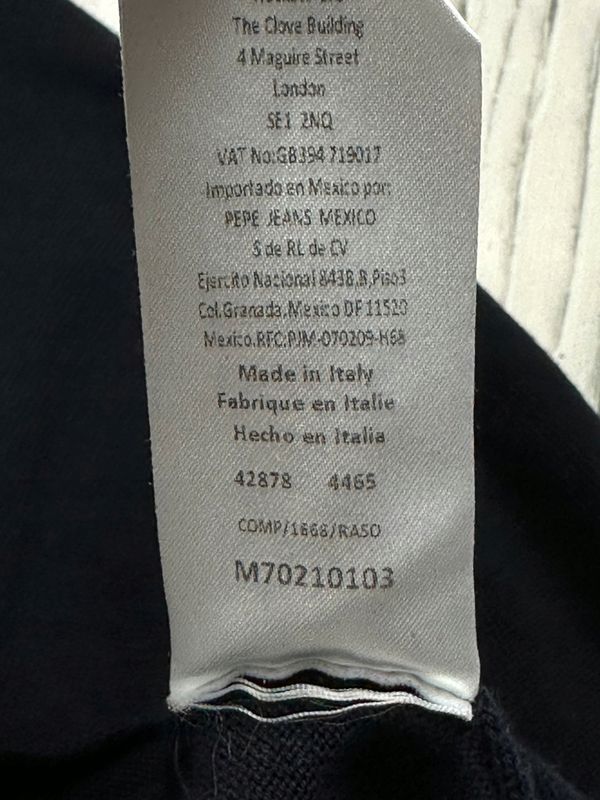 The Clove Building
4 Maguire Street
London
SE1 2NQ
VAT No:GB394 719017
Importado en Mexico por:
PEPE JEANS MEXICO
S de RL de CV
Ejercito Nacional 843B,B,Piso3
Col.Granada,Mexico DF 11520
Mexico.RFC:PJM-070209-H68
Made in Italy
Fabrique en Italie
Hecho en Italia
42878 4465
COMP/1668/RASO
M70210103